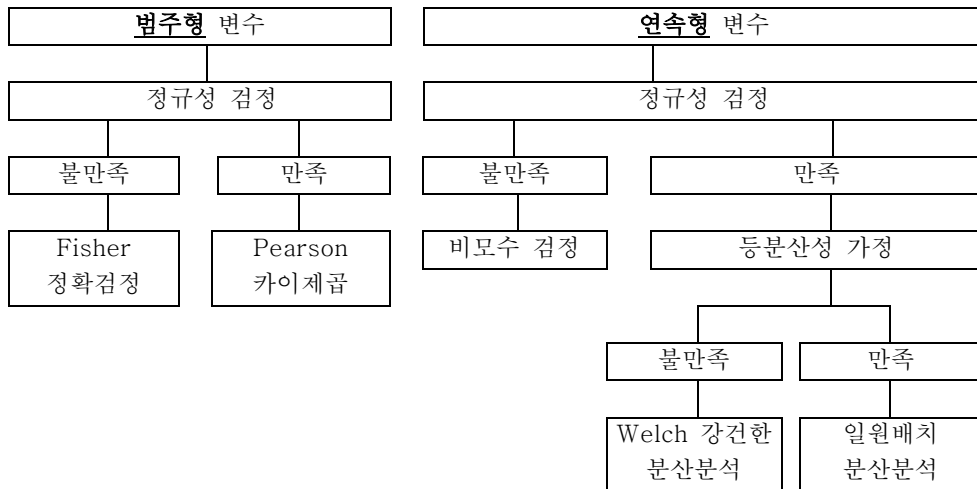 범주형 변수
정규성 검정
불만족
만족
Fisher
정확검정
Pearson
카이제곱
연속형 변수
정규성 검정
불만족
만족
비모수 검정
등분산성 가정
불만족
만족
Welch 강건한
분산분석
일원배치
분산분석